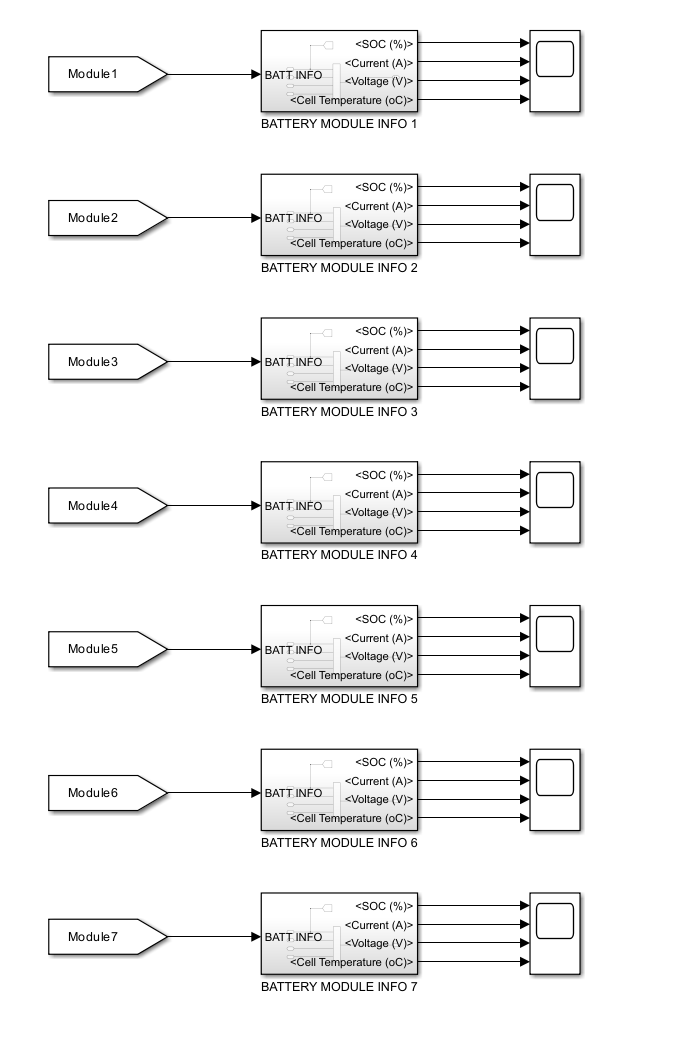 <SOC (%)>
<Current (A)>
Module1
BATT INFO
<Voltage (V)>
<Cell Temperature (oC)>
BATTERY MODULE INFO 1
<SOC (%)>
<Current (A)>
Module2
BATT INFO
<Voltage (V)>
<Cell Temperature (oC)>
BATTERY MODULE INFO 2
<SOC (%)>
<Current (A)>
Module3
BATT INFO
<Voltage (V)>
<Cell Temperature (oC)>
BATTERY MODULE INFO 3
<SOC (%)>
<Current (A)>
Module4
BATT INFO
<Voltage (V)>
<Cell Temperature (oC)>
BATTERY MODULE INFO 4
<SOC (%)>
<Current (A)>
Module5
BATT INFO
<Voltage (V)>
<Cell Temperature (oC)>
BATTERY MODULE INFO 5
<SOC (%)>
<Current (A)>
Module6
BATT INFO
<Voltage (V)>
<Cell Temperature (oC)>
BATTERY MODULE INFO 6
<SOC (%)>
<Current (A)>
Module7
BATT INFO
<Voltage (V)>
<Cell Temperature (oC)>
BATTERY MODULE INFO 7